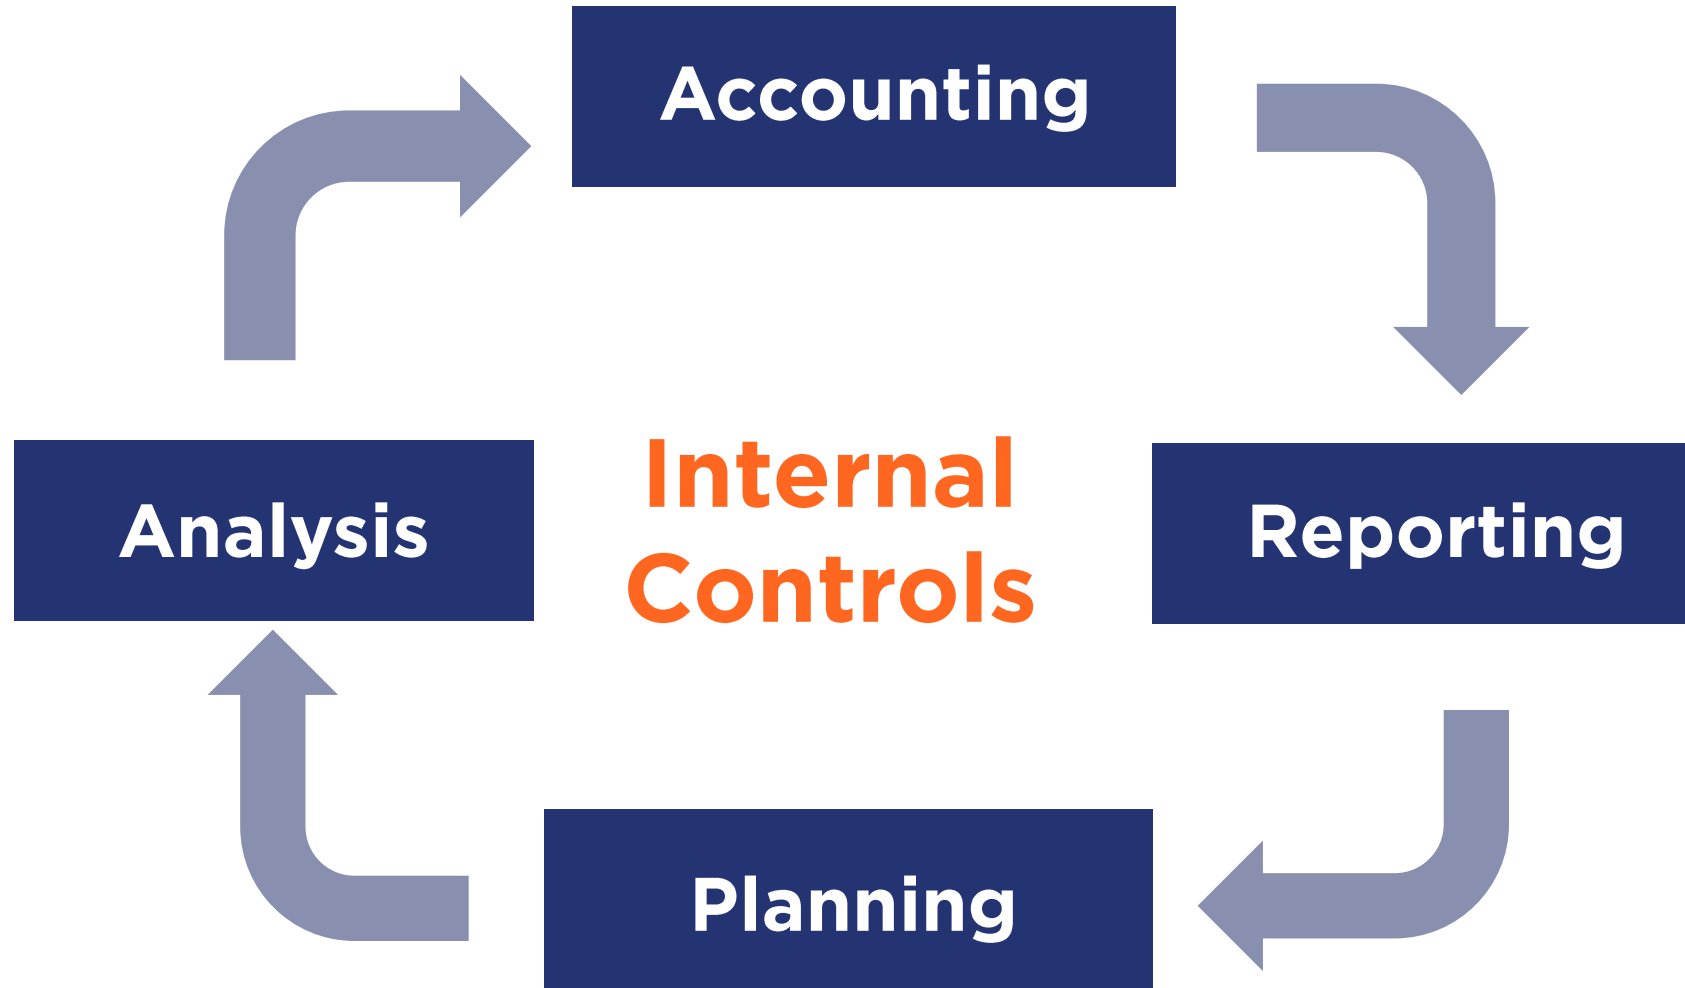 Accounting
Internal
Controls
Analysis
Reporting
Planning